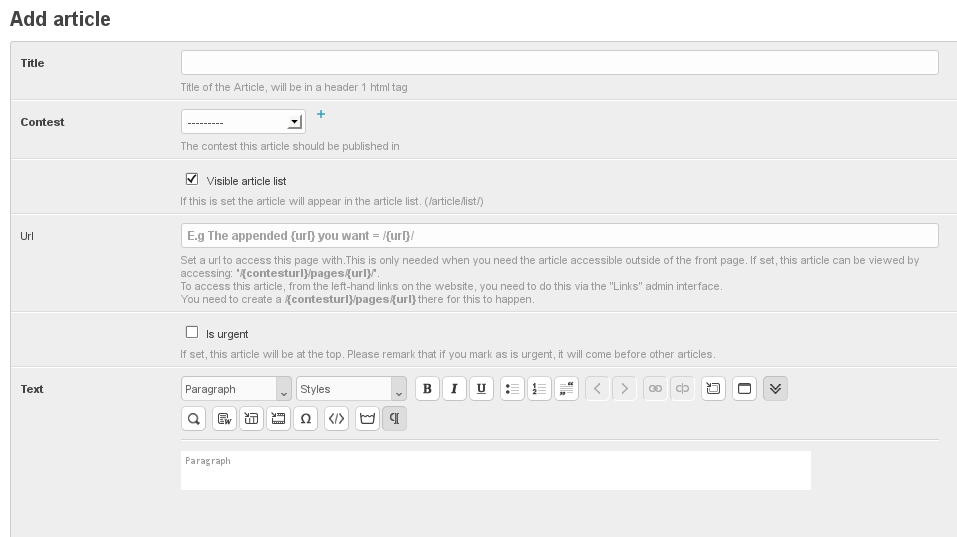 Add article
Title
Title of the Article, will be in a header 1 html tag
Contest
---------
+
The contest this article should be published in
Visible article list
If this is set the article will appear in the article list. (/article/list/)
Url
E.g The appended {url} you want = /{url}/
Set a url to access this page with.This is only needed when you need the article accessible outside of the front page. If set, this article can be viewed by
accessing: "/{contesturl}/pages/{url}/".
To access this article, from the left-hand links on the website, you need to do this via the "Links" admin interface.
You need to create a /{contesturl}/pages/{url} there for this to happen.
Is urgent
If set, this article will be at the top. Please remark that if you mark as is urgent, it will come before other articles.
Text
Paragraph
Styles
B I U
Ω </> ¶
Paragraph